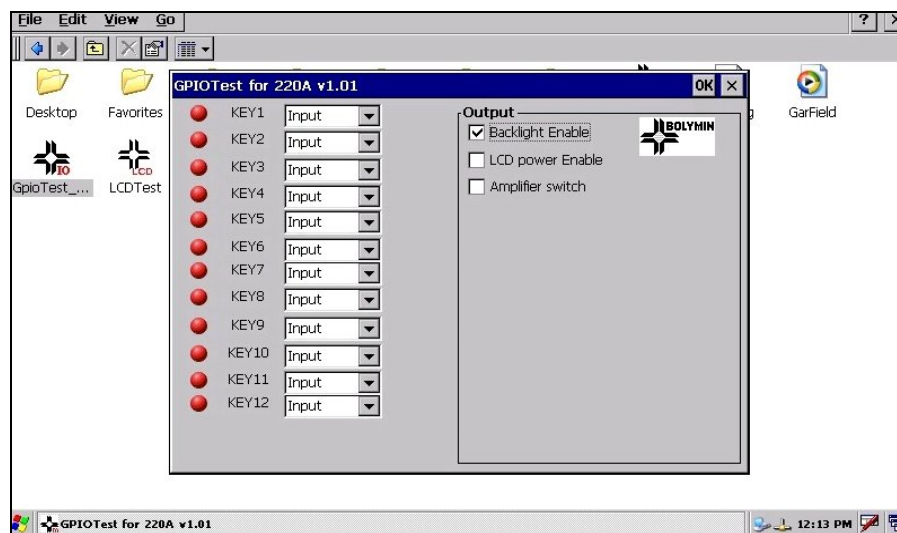 File Edit View Go
?
GPIOTest for 220A v1.01
OK
Desktop
Favorites
GarField
IO
GpioTest_...
LCD
LCDTest
KEY1 Input
KEY2 Input
KEY3 Input
KEY4 Input
KEY5 Input
KEY6 Input
KEY7 Input
KEY8 Input
KEY9 Input
KEY10 Input
KEY11 Input
KEY12 Input
Output
Backlight Enable
LCD power Enable
Amplifier switch
BOLYMIN
GPIOTest for 220A v1.01
12:13 PM